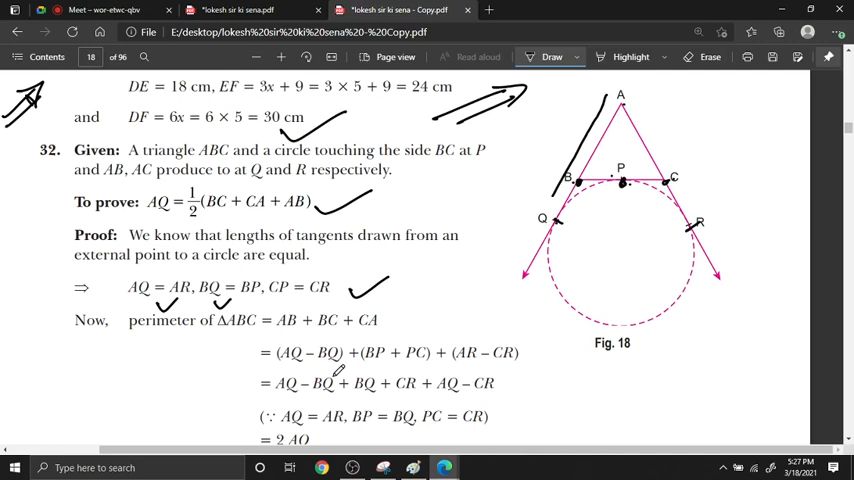 Meet – wor-etwc-qbv
*lokesh sir ki sena.pdf
*lokesh sir ki sena - Copy.pdf
File
E:/desktop/lokesh%20sir%20ki%20sena%20-%20Copy.pdf
Contents
18
of 96
Page view
Read aloud
Draw
Highlight
Erase
DE = 18 cm, EF = 3x + 9 = 3 × 5 + 9 = 24 cm
and DF = 6x = 6 × 5 = 30 cm
32. Given: A triangle ABC and a circle touching the side BC at P
and AB, AC produce to at Q and R respectively.
To prove: AQ = 1/2 (BC + CA + AB)
Proof: We know that lengths of tangents drawn from an
external point to a circle are equal.
⇒ AQ = AR, BQ = BP, CP = CR
Now, perimeter of ΔABC = AB + BC + CA
= (AQ – BQ) + (BP + PC) + (AR – CR)
= AQ – BQ + BQ + CR + AQ – CR
(∵ AQ = AR, BP = BQ, PC = CR)
= 2 AQ
A
B
P
C
Q
R
Fig. 18
Type here to search
5:27 PM
3/18/2021